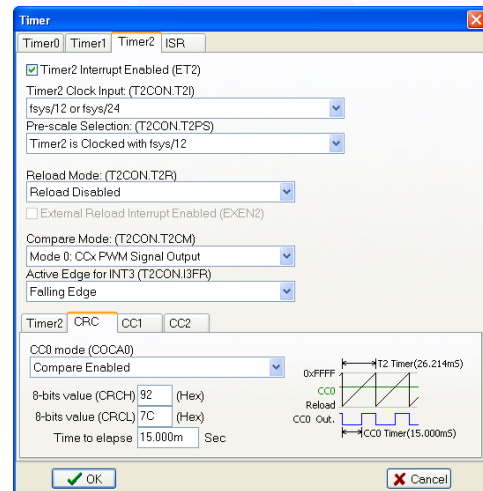 Timer
Timer0 Timer1 Timer2 ISR
Timer2 Interrupt Enabled (ET2)
Timer2 Clock Input: (T2CON.T2I)
fsys/12 or fsys/24
Pre-scale Selection: (T2CON.T2PS)
Timer2 is Clocked with fsys/12
Reload Mode: (T2CON.T2R)
Reload Disabled
External Reload Interrupt Enabled (EXEN2)
Compare Mode: (T2CON.T2CM)
Mode 0: CCx PWM Signal Output
Active Edge for INT3 (T2CON.I3FR)
Falling Edge
Timer2 CRC CC1 CC2
CC0 mode (COCA0)
Compare Enabled
8-bits value (CRCH) 92 (Hex)
8-bits value (CRCL) 7C (Hex)
Time to elapse 15.000m Sec
T2 Timer(26.214mS)
0xFFFF
CC0
Reload
CC0 Out.
CC0 Timer(15.000mS)
OK Cancel